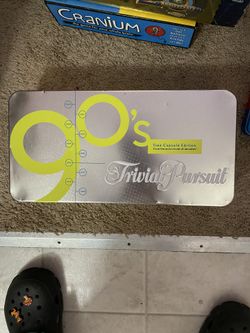 CRANIUM
90's
Time Capsule Edition
Trivial Pursuit